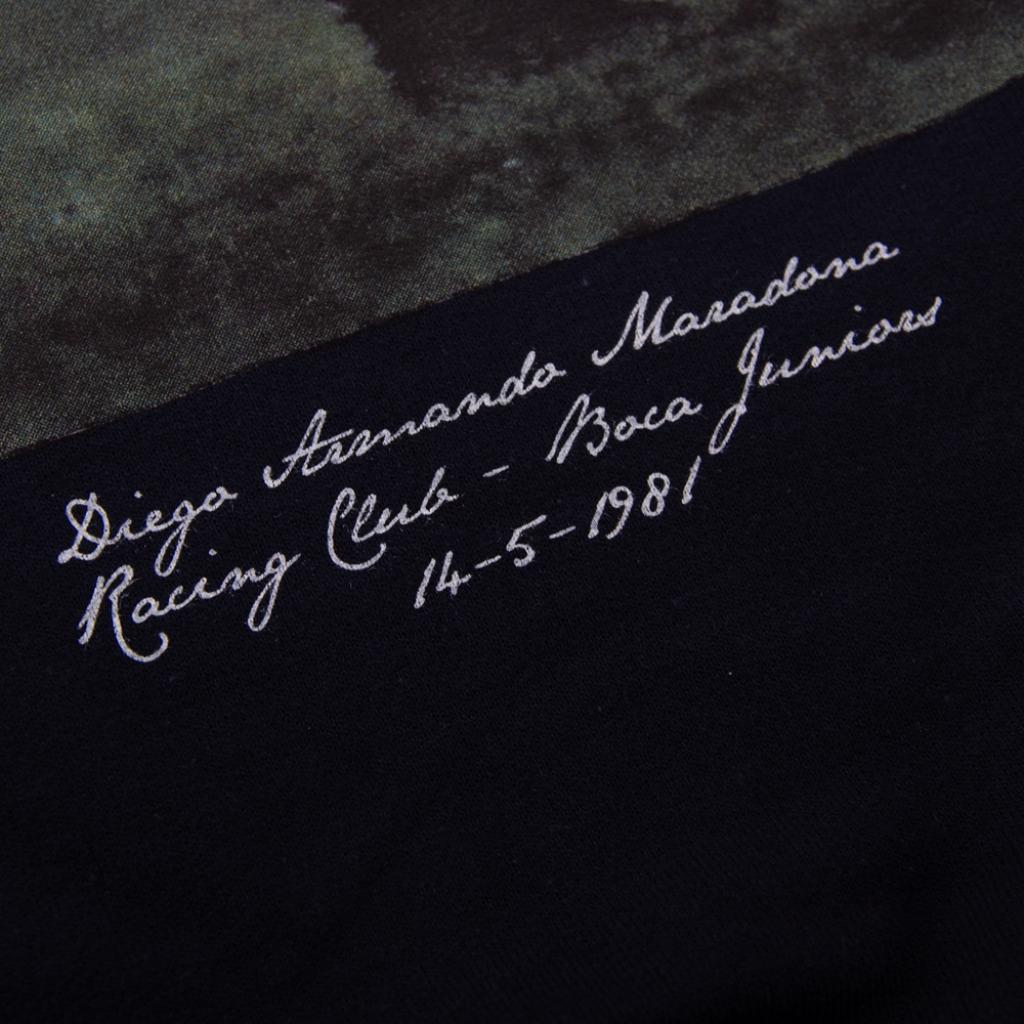 Diego Armando Maradona
Racing Club - Boca Juniors
14-5-1981